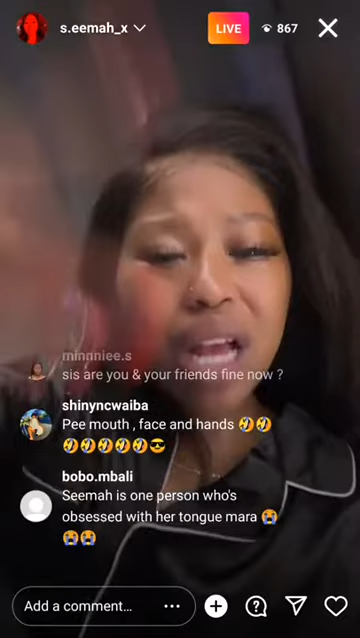 s.eemah_x
LIVE
867
minnniee.s
sis are you & your friends fine now ?
shinyncwaiba
Pee mouth , face and hands 🤣🤣
🤣🤣🤣🤣🤣😎
bobo.mbali
Seemah is one person who's
obsessed with her tongue mara 😭
😭😭
Add a comment...